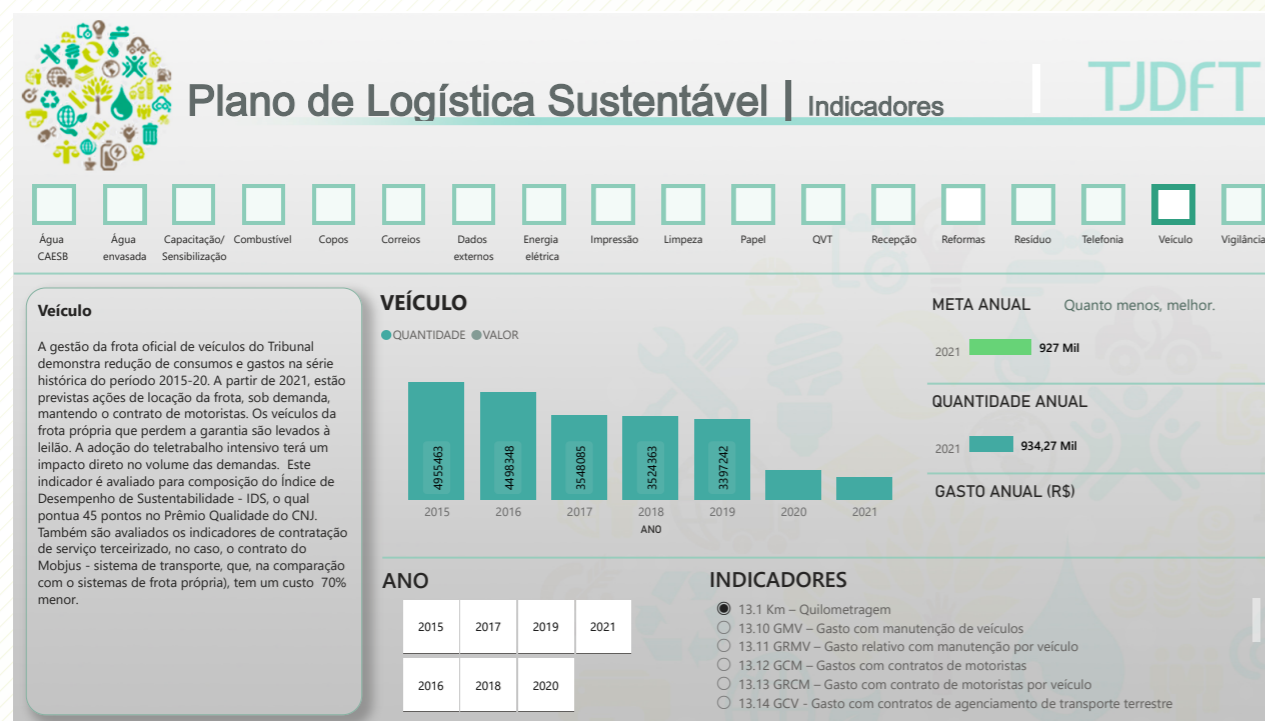 Plano de Logística Sustentável | Indicadores
TJDFT
Água CAESB
Água envasada
Capacitação/ Sensibilização
Combustível
Copos
Correios
Dados externos
Energia elétrica
Impressão
Limpeza
Papel
QVT
Recepção
Reformas
Resíduo
Telefonia
Veículo
Vigilância
Veículo
A gestão da frota oficial de veículos do Tribunal
demonstra redução de consumos e gastos na série
histórica do período 2015-20. A partir de 2021, estão
previstas ações de locação da frota, sob demanda,
mantendo o contrato de motoristas. Os veículos da
frota própria que perdem a garantia são levados à
leilão. A adoção do teletrabalho intensivo terá um
impacto direto no volume das demandas. Este
indicador é avaliado para composição do Índice de
Desempenho de Sustentabilidade - IDS, o qual
pontua 45 pontos no Prêmio Qualidade do CNJ.
Também são avaliados os indicadores de contratação
de serviço terceirizado, no caso, o contrato do
Mobjus - sistema de transporte, que, na comparação
com o sistemas de frota própria), tem um custo 70%
menor.
VEÍCULO
QUANTIDADE VALOR
4955463
4498348
3548085
3524363
3397242
2015 2016 2017 2018 2019 2020 2021
ANO
META ANUAL Quanto menos, melhor.
2021 927 Mil
QUANTIDADE ANUAL
2021 934,27 Mil
GASTO ANUAL (R$)
ANO
2015 2017 2019 2021
2016 2018 2020
INDICADORES
13.1 Km – Quilometragem
13.10 GMV – Gasto com manutenção de veículos
13.11 GRMV – Gasto relativo com manutenção por veículo
13.12 GCM – Gastos com contratos de motoristas
13.13 GRCM – Gasto com contrato de motoristas por veículo
13.14 GCV - Gasto com contratos de agenciamento de transporte terrestre